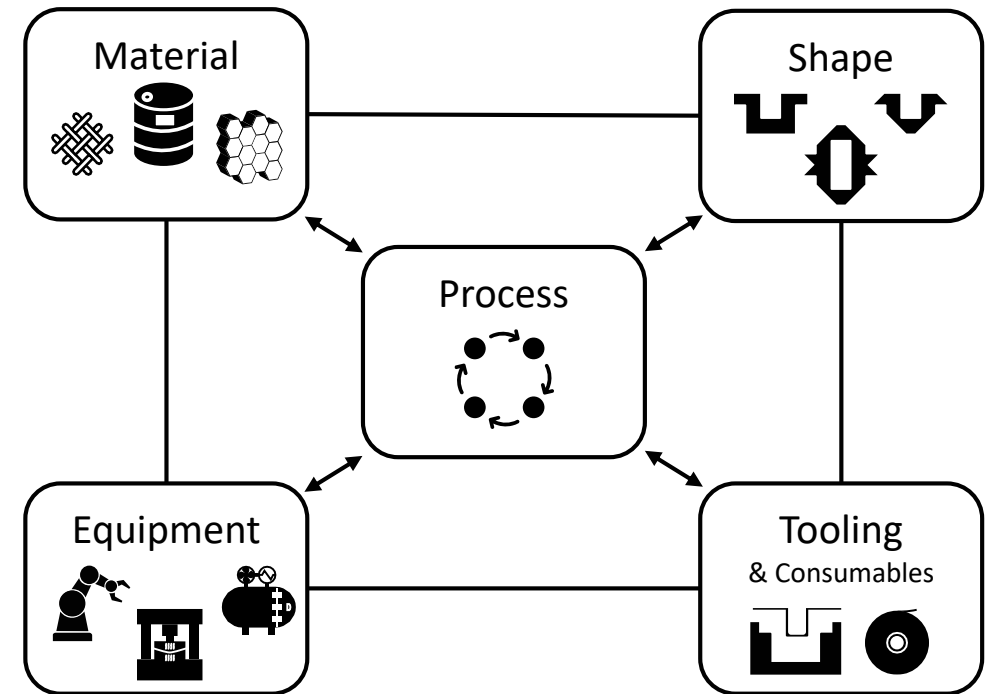 Material
Shape
Process
Equipment
Tooling
& Consumables